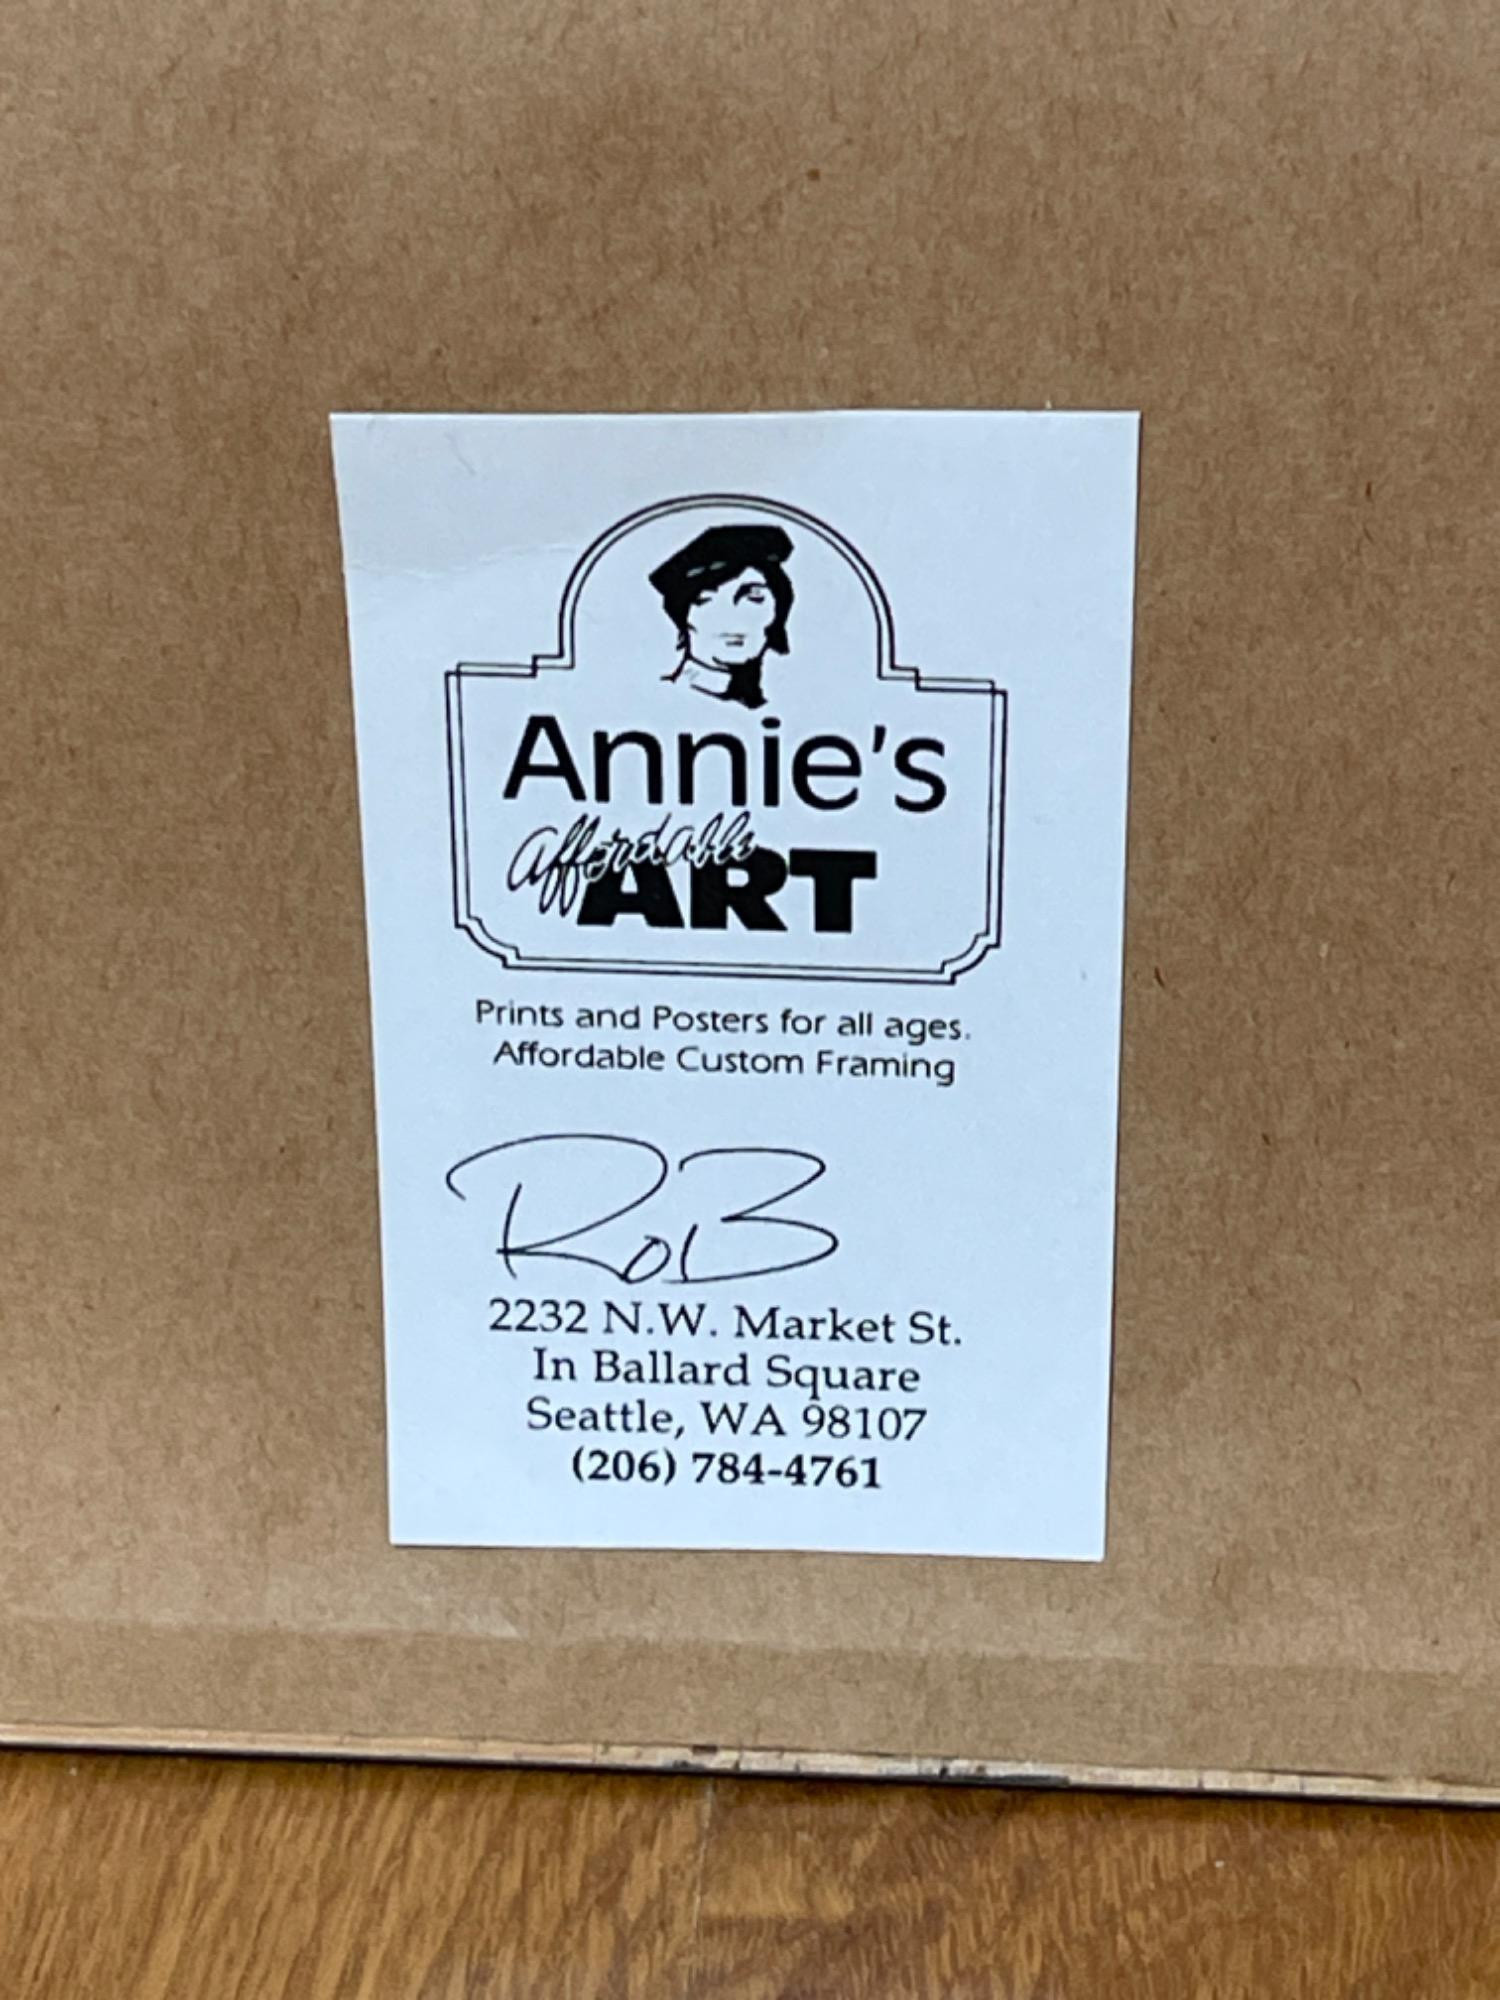 Annie's
affordable
ART
Prints and Posters for all ages.
Affordable Custom Framing
RoB
2232 N.W. Market St.
In Ballard Square
Seattle, WA 98107
(206) 784-4761